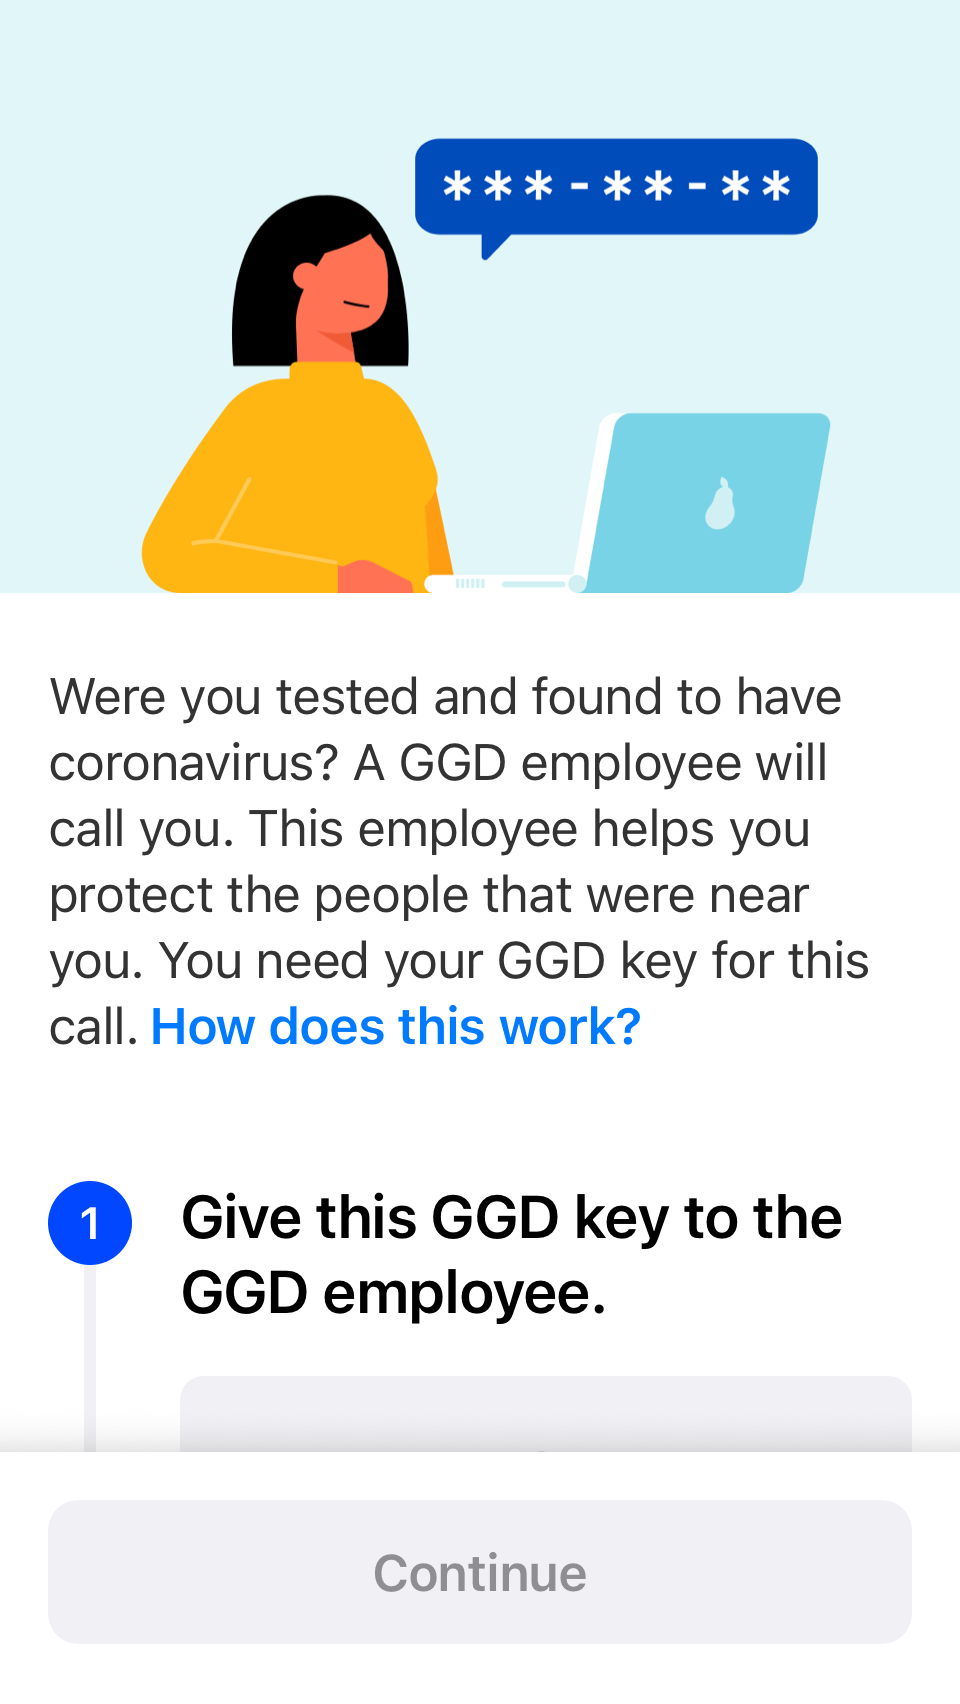 ***-**-**
Were you tested and found to have
coronavirus? A GGD employee will
call you. This employee helps you
protect the people that were near
you. You need your GGD key for this
call. How does this work?
1
Give this GGD key to the
GGD employee.
Continue